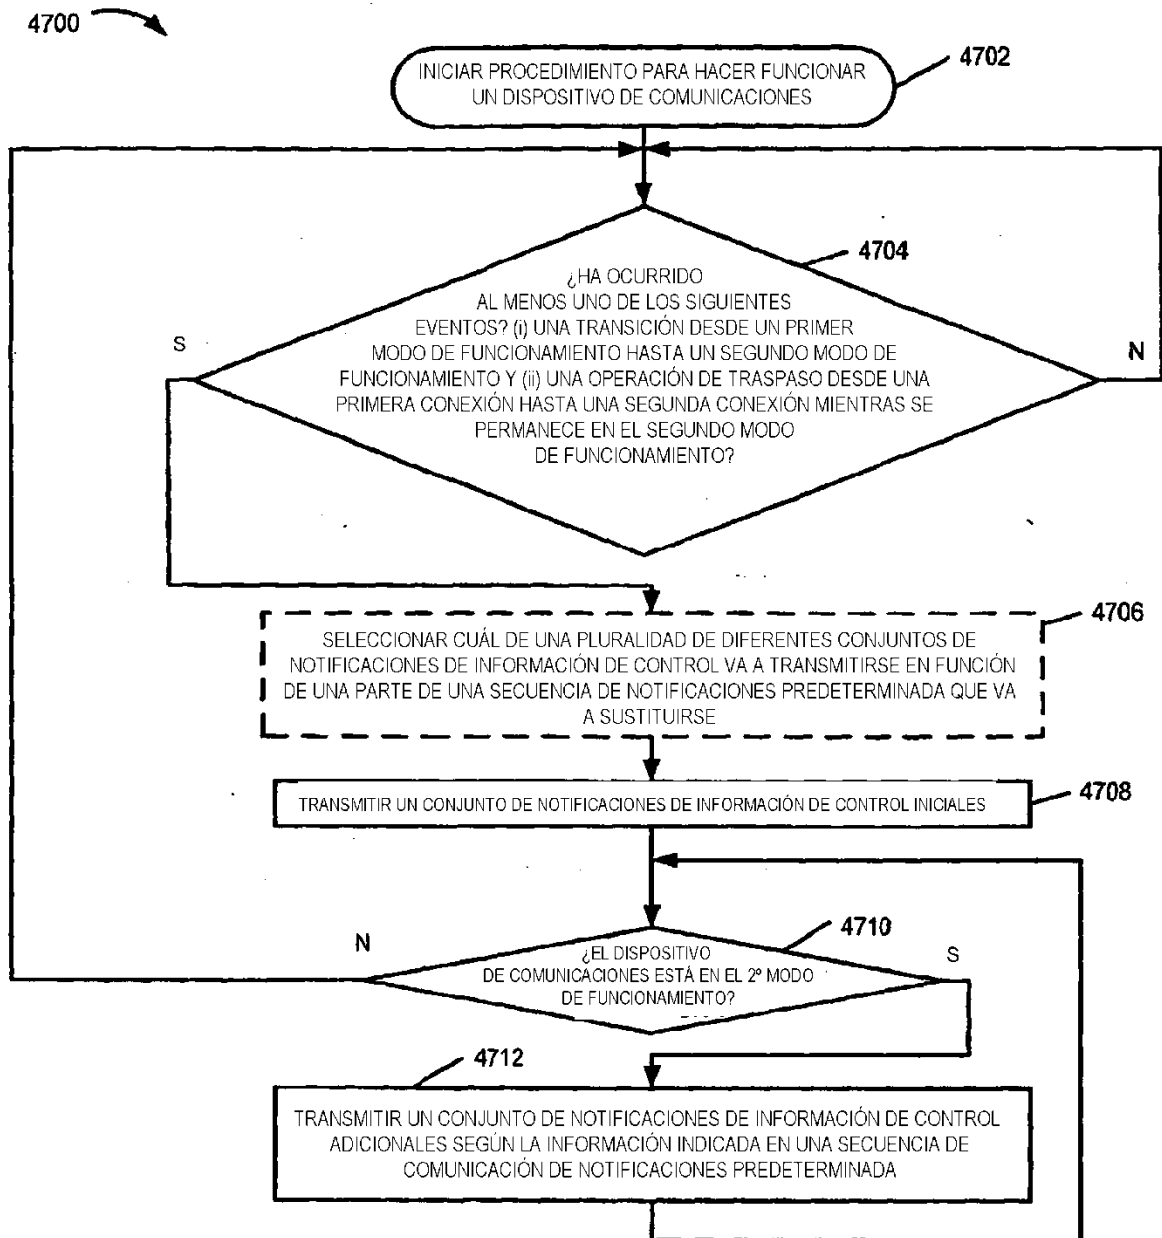 4700
4702
INICIAR PROCEDIMIENTO PARA HACER FUNCIONAR
UN DISPOSITIVO DE COMUNICACIONES
4704
¿HA OCURRIDO
AL MENOS UNO DE LOS SIGUIENTES
EVENTOS? (i) UNA TRANSICIÓN DESDE UN PRIMER
MODO DE FUNCIONAMIENTO HASTA UN SEGUNDO MODO DE
FUNCIONAMIENTO Y (ii) UNA OPERACIÓN DE TRASPASO DESDE UNA
PRIMERA CONEXIÓN HASTA UNA SEGUNDA CONEXIÓN MIENTRAS SE
PERMANECE EN EL SEGUNDO MODO
DE FUNCIONAMIENTO?
S
N
4706
SELECCIONAR CUÁL DE UNA PLURALIDAD DE DIFERENTES CONJUNTOS DE
NOTIFICACIONES DE INFORMACIÓN DE CONTROL VA A TRANSMITIRSE EN FUNCIÓN
DE UNA PARTE DE UNA SECUENCIA DE NOTIFICACIONES PREDETERMINADA QUE VA
A SUSTITUIRSE
4708
TRANSMITIR UN CONJUNTO DE NOTIFICACIONES DE INFORMACIÓN DE CONTROL INICIALES
4710
N
S
¿EL DISPOSITIVO
DE COMUNICACIONES ESTÁ EN EL 2º MODO
DE FUNCIONAMIENTO?
4712
TRANSMITIR UN CONJUNTO DE NOTIFICACIONES DE INFORMACIÓN DE CONTROL
ADICIONALES SEGÚN LA INFORMACIÓN INDICADA EN UNA SECUENCIA DE
COMUNICACIÓN DE NOTIFICACIONES PREDETERMINADA